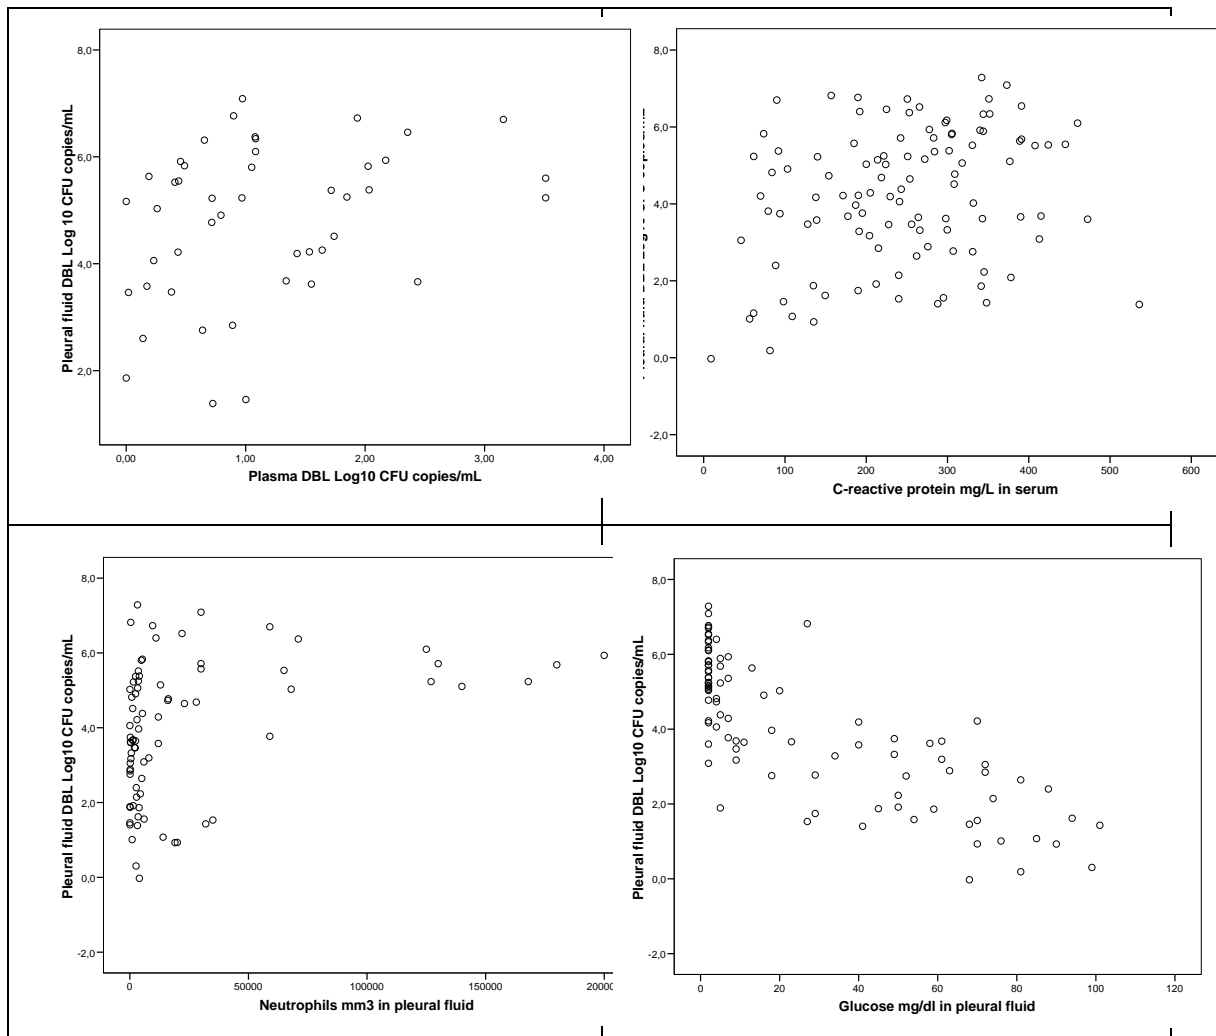 8,0
6,0
4,0
2,0
Pleural fluid DBL Log 10 CFU copies/mL
0,00 1,00 2,00 3,00 4,00
Plasma DBL Log10 CFU copies/mL
8,0
6,0
4,0
2,0
0,0
-2,0
0 100 200 300 400 500 600
C-reactive protein mg/L in serum
8,0
6,0
4,0
2,0
0,0
-2,0
Pleural fluid DBL Log10 CFU copies/mL
0 50000 100000 150000 20000
Neutrophils mm3 in pleural fluid
8,0
6,0
4,0
2,0
0,0
-2,0
Pleural fluid DBL Log10 CFU copies/mL
0 20 40 60 80 100 120
Glucose mg/dl in pleural fluid